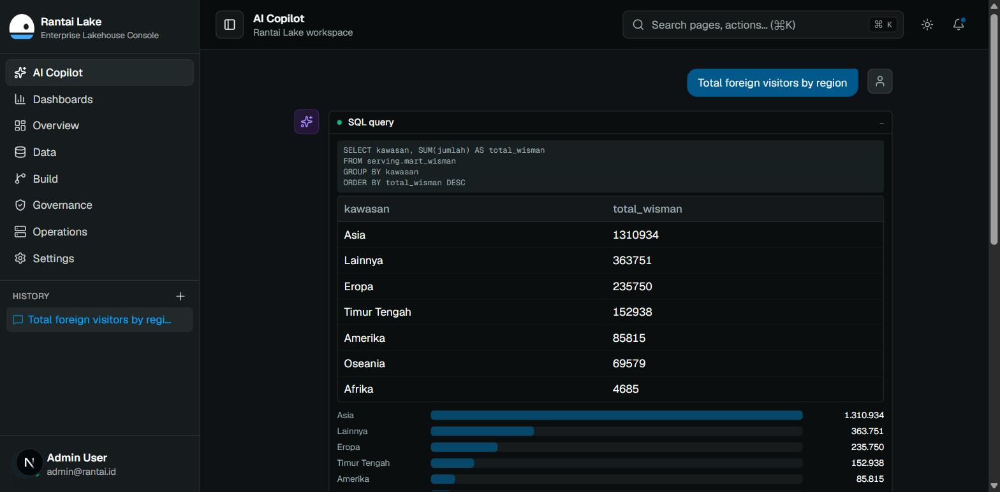 Rantai Lake
Enterprise Lakehouse Console
AI Copilot
Dashboards
Overview
Data
Build
Governance
Operations
Settings
HISTORY
Total foreign visitors by regi...
N
Admin User
admin@rantai.id
AI Copilot
Rantai Lake workspace
Search pages, actions... (⌘K)
⌘ K
Total foreign visitors by region
SQL query
SELECT kawasan, SUM(jumlah) AS total_wisman
FROM serving.mart_wisman
GROUP BY kawasan
ORDER BY total_wisman DESC
kawasan total_wisman
Asia 1310934
Lainnya 363751
Eropa 235750
Timur Tengah 152938
Amerika 85815
Oseania 69579
Afrika 4685
Asia 1.310.934
Lainnya 363.751
Eropa 235.750
Timur Tengah 152.938
Amerika 85.815